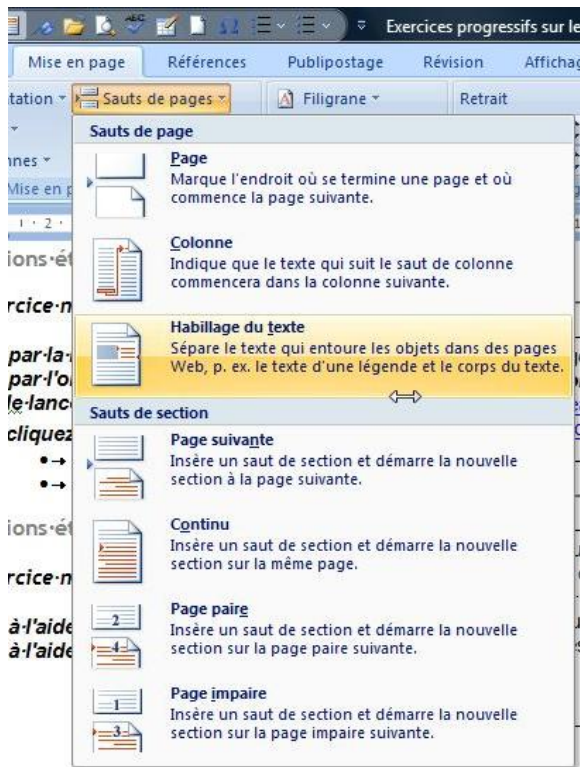 Exercices progressifs sur le
Mise en page Références Publipostage Révision Affichag
tation Sauts de pages Filigrane Retrait
nnes
Mise en p
1 · 2 ·
Sauts de page
Page
Marque l'endroit où se termine une page et où
commence la page suivante.
Colonne
Indique que le texte qui suit le saut de colonne
commencera dans la colonne suivante.
Habillage du texte
Sépare le texte qui entoure les objets dans des pages
Web, p. ex. le texte d'une légende et le corps du texte.
Sauts de section
Page suivante
Insère un saut de section et démarre la nouvelle
section à la page suivante.
Continu
Insère un saut de section et démarre la nouvelle
section sur la même page.
Page paire
2
4
Insère un saut de section et démarre la nouvelle
section sur la page paire suivante.
Page impaire
1
3
Insère un saut de section et démarre la nouvelle
section sur la page impaire suivante.
ions·ét
rcice·n
par·la·
par·l'o
le·lanc
cliquez
ions·ét
rcice·n
à·l'aide
à·l'aide